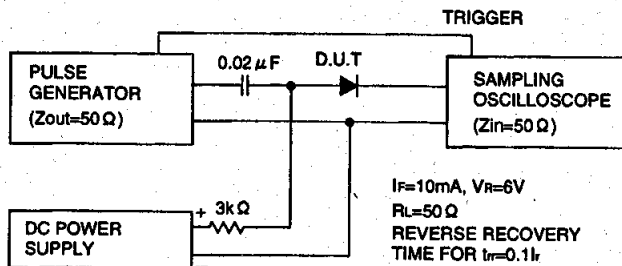 TRIGGER
PULSE
GENERATOR
(Zout=50Ω)
0.02μF
D.U.T
SAMPLING
OSCILLOSCOPE
(Zin=50Ω)
DC POWER
SUPPLY
+
3kΩ
IF=10mA, VR=6V
RL=50Ω
REVERSE RECOVERY
TIME FOR trr=0.1Ir